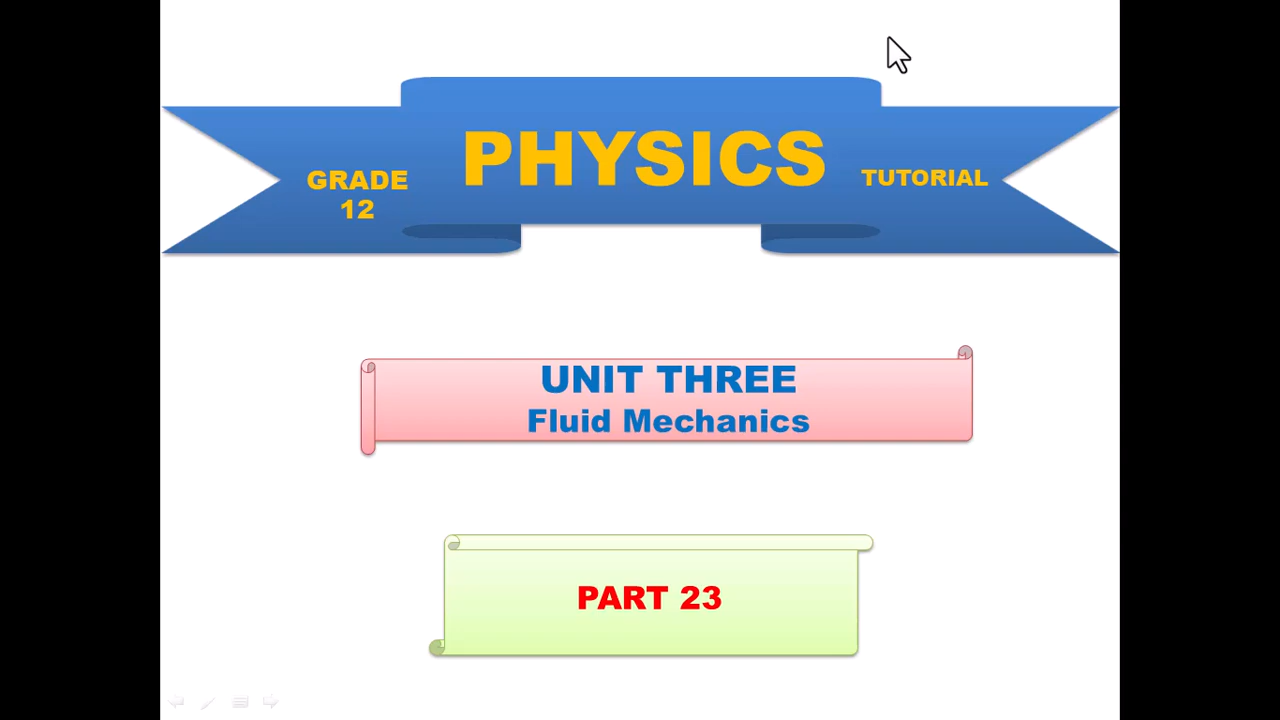 PHYSICS
GRADE
12
TUTORIAL
UNIT THREE
Fluid Mechanics
PART 23